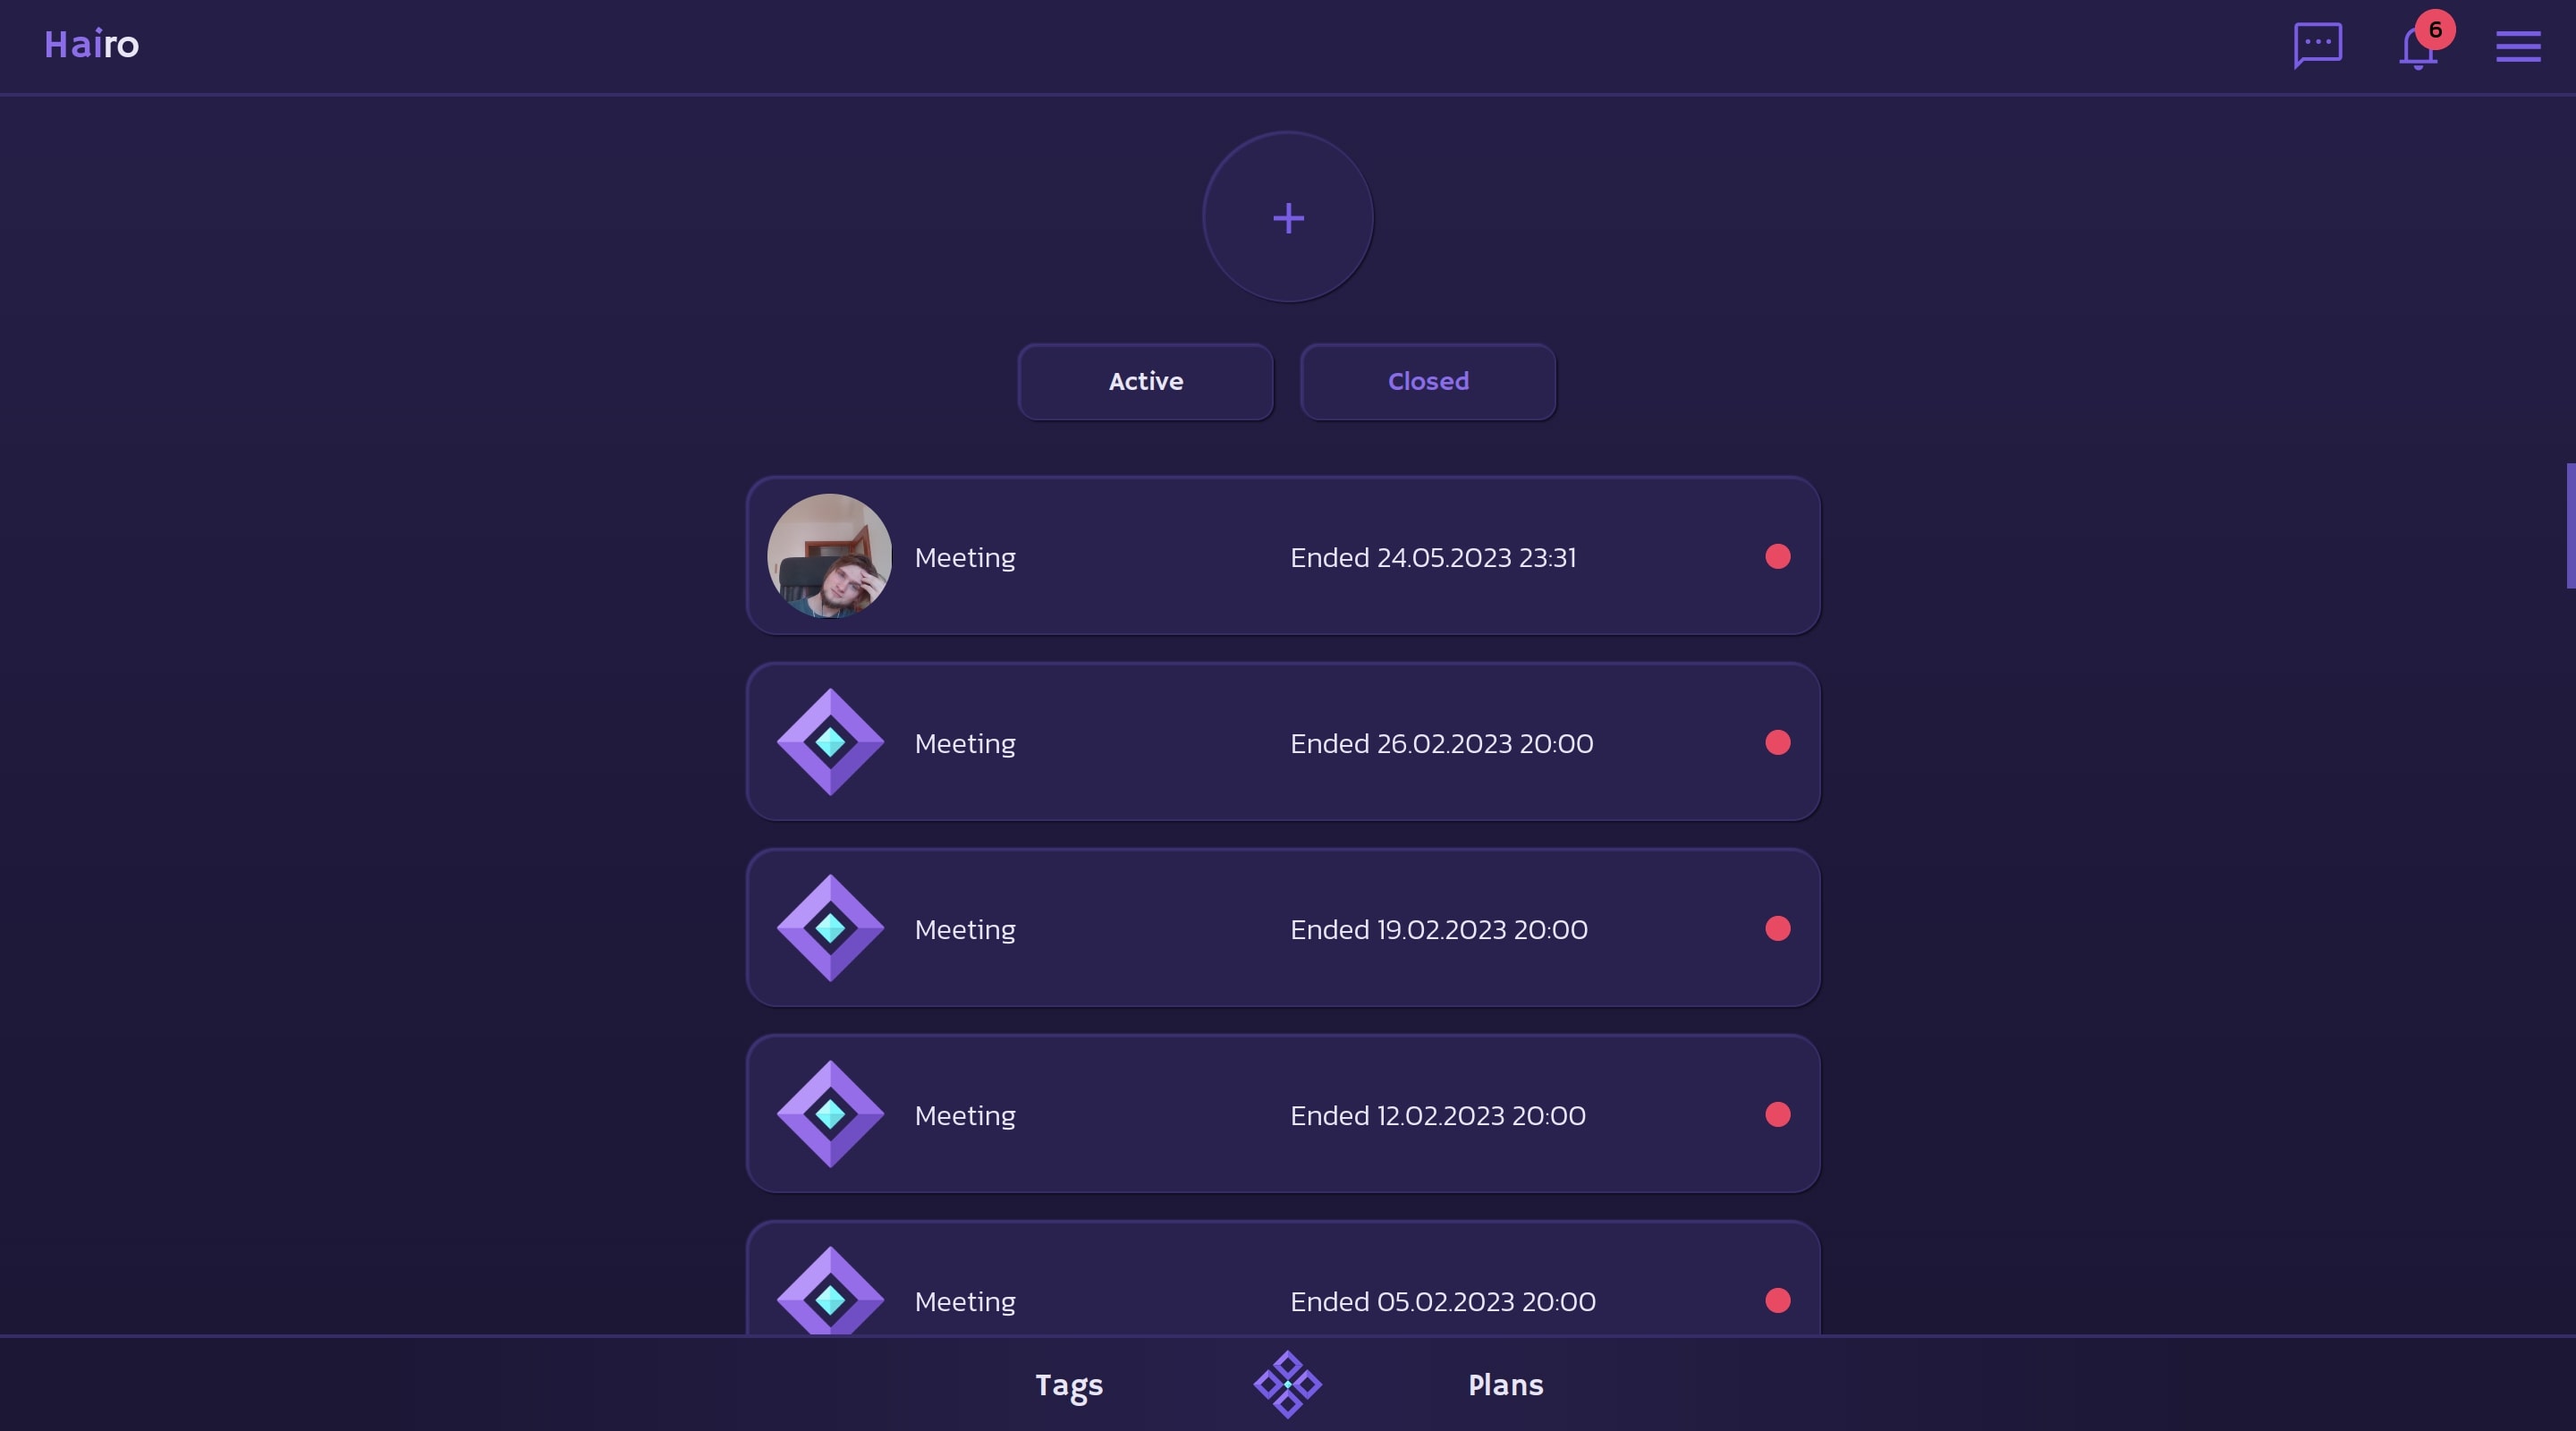 Hairo
6
Active
Closed
Meeting
Ended 24.05.2023 23:31
Meeting
Ended 26.02.2023 20:00
Meeting
Ended 19.02.2023 20:00
Meeting
Ended 12.02.2023 20:00
Meeting
Ended 05.02.2023 20:00
Tags
Plans